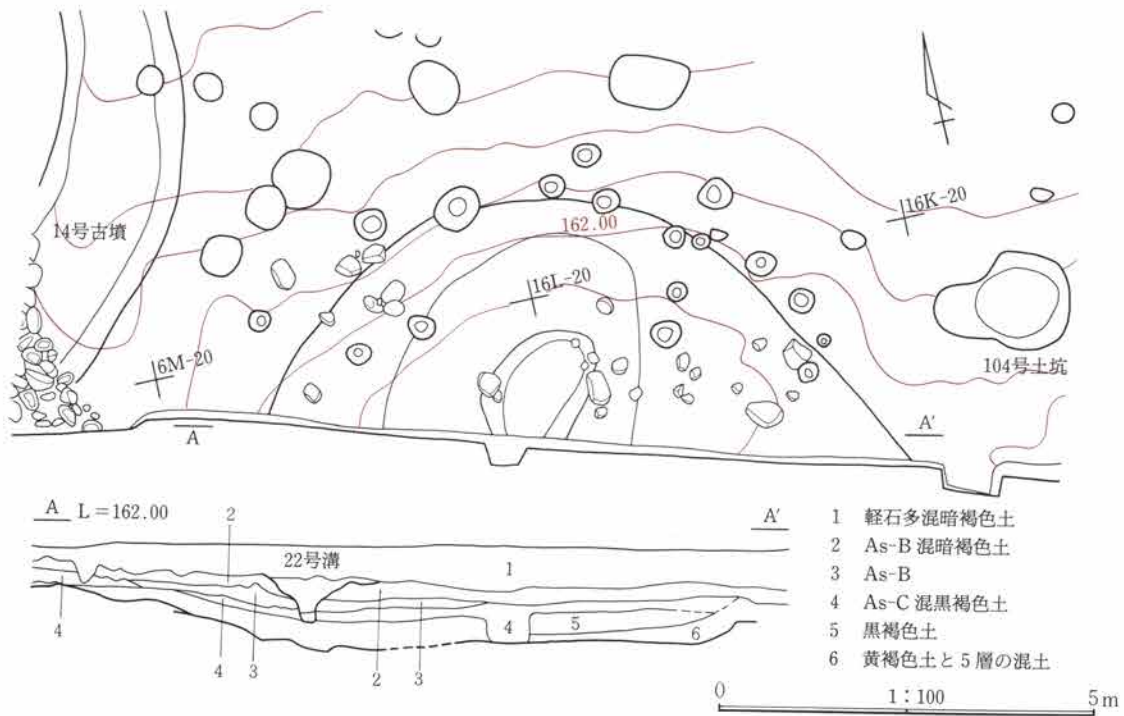 14号古墳
162.00
16K-20
16L-20
6M-20
104号土坑
A
A'
A L=162.00
2
A'
22号溝
1
4
5
6
4
4
3
2
3
1 軽石多混暗褐色土
2 As-B混暗褐色土
3 As-B
4 As-C混黒褐色土
5 黒褐色土
6 黄褐色土と5層の混土
0
1:100
5m